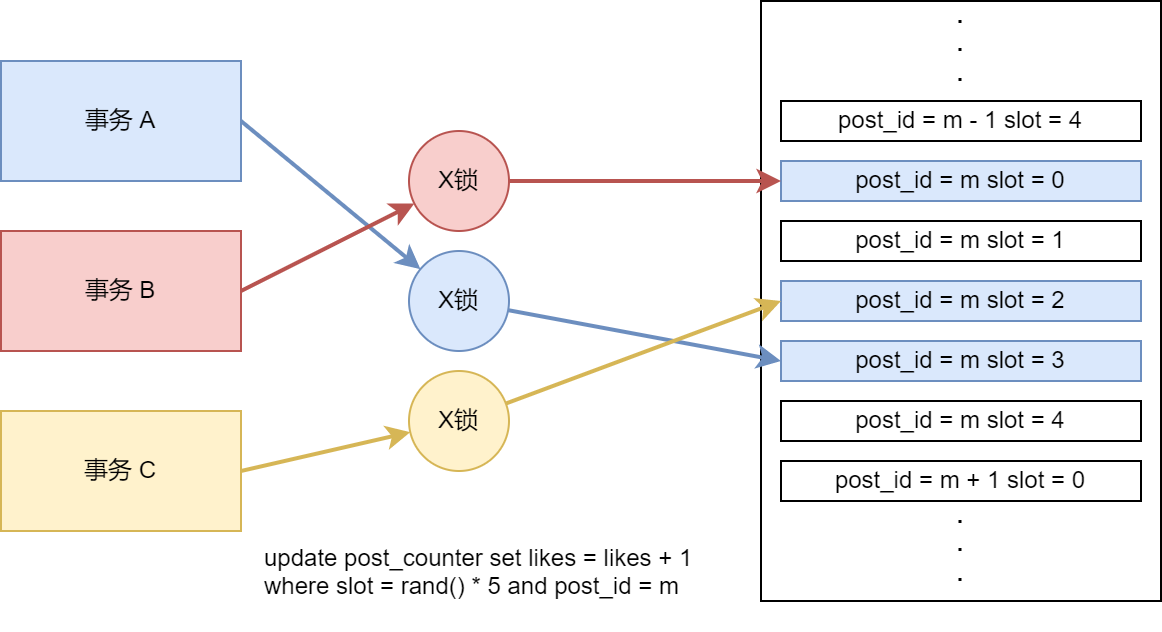 事务 A
事务 B
事务 C
X锁
X锁
X锁
.
.
.
post_id = m - 1 slot = 4
post_id = m slot = 0
post_id = m slot = 1
post_id = m slot = 2
post_id = m slot = 3
post_id = m slot = 4
post_id = m + 1 slot = 0
.
.
.
update post_counter set likes = likes + 1
where slot = rand() * 5 and post_id = m